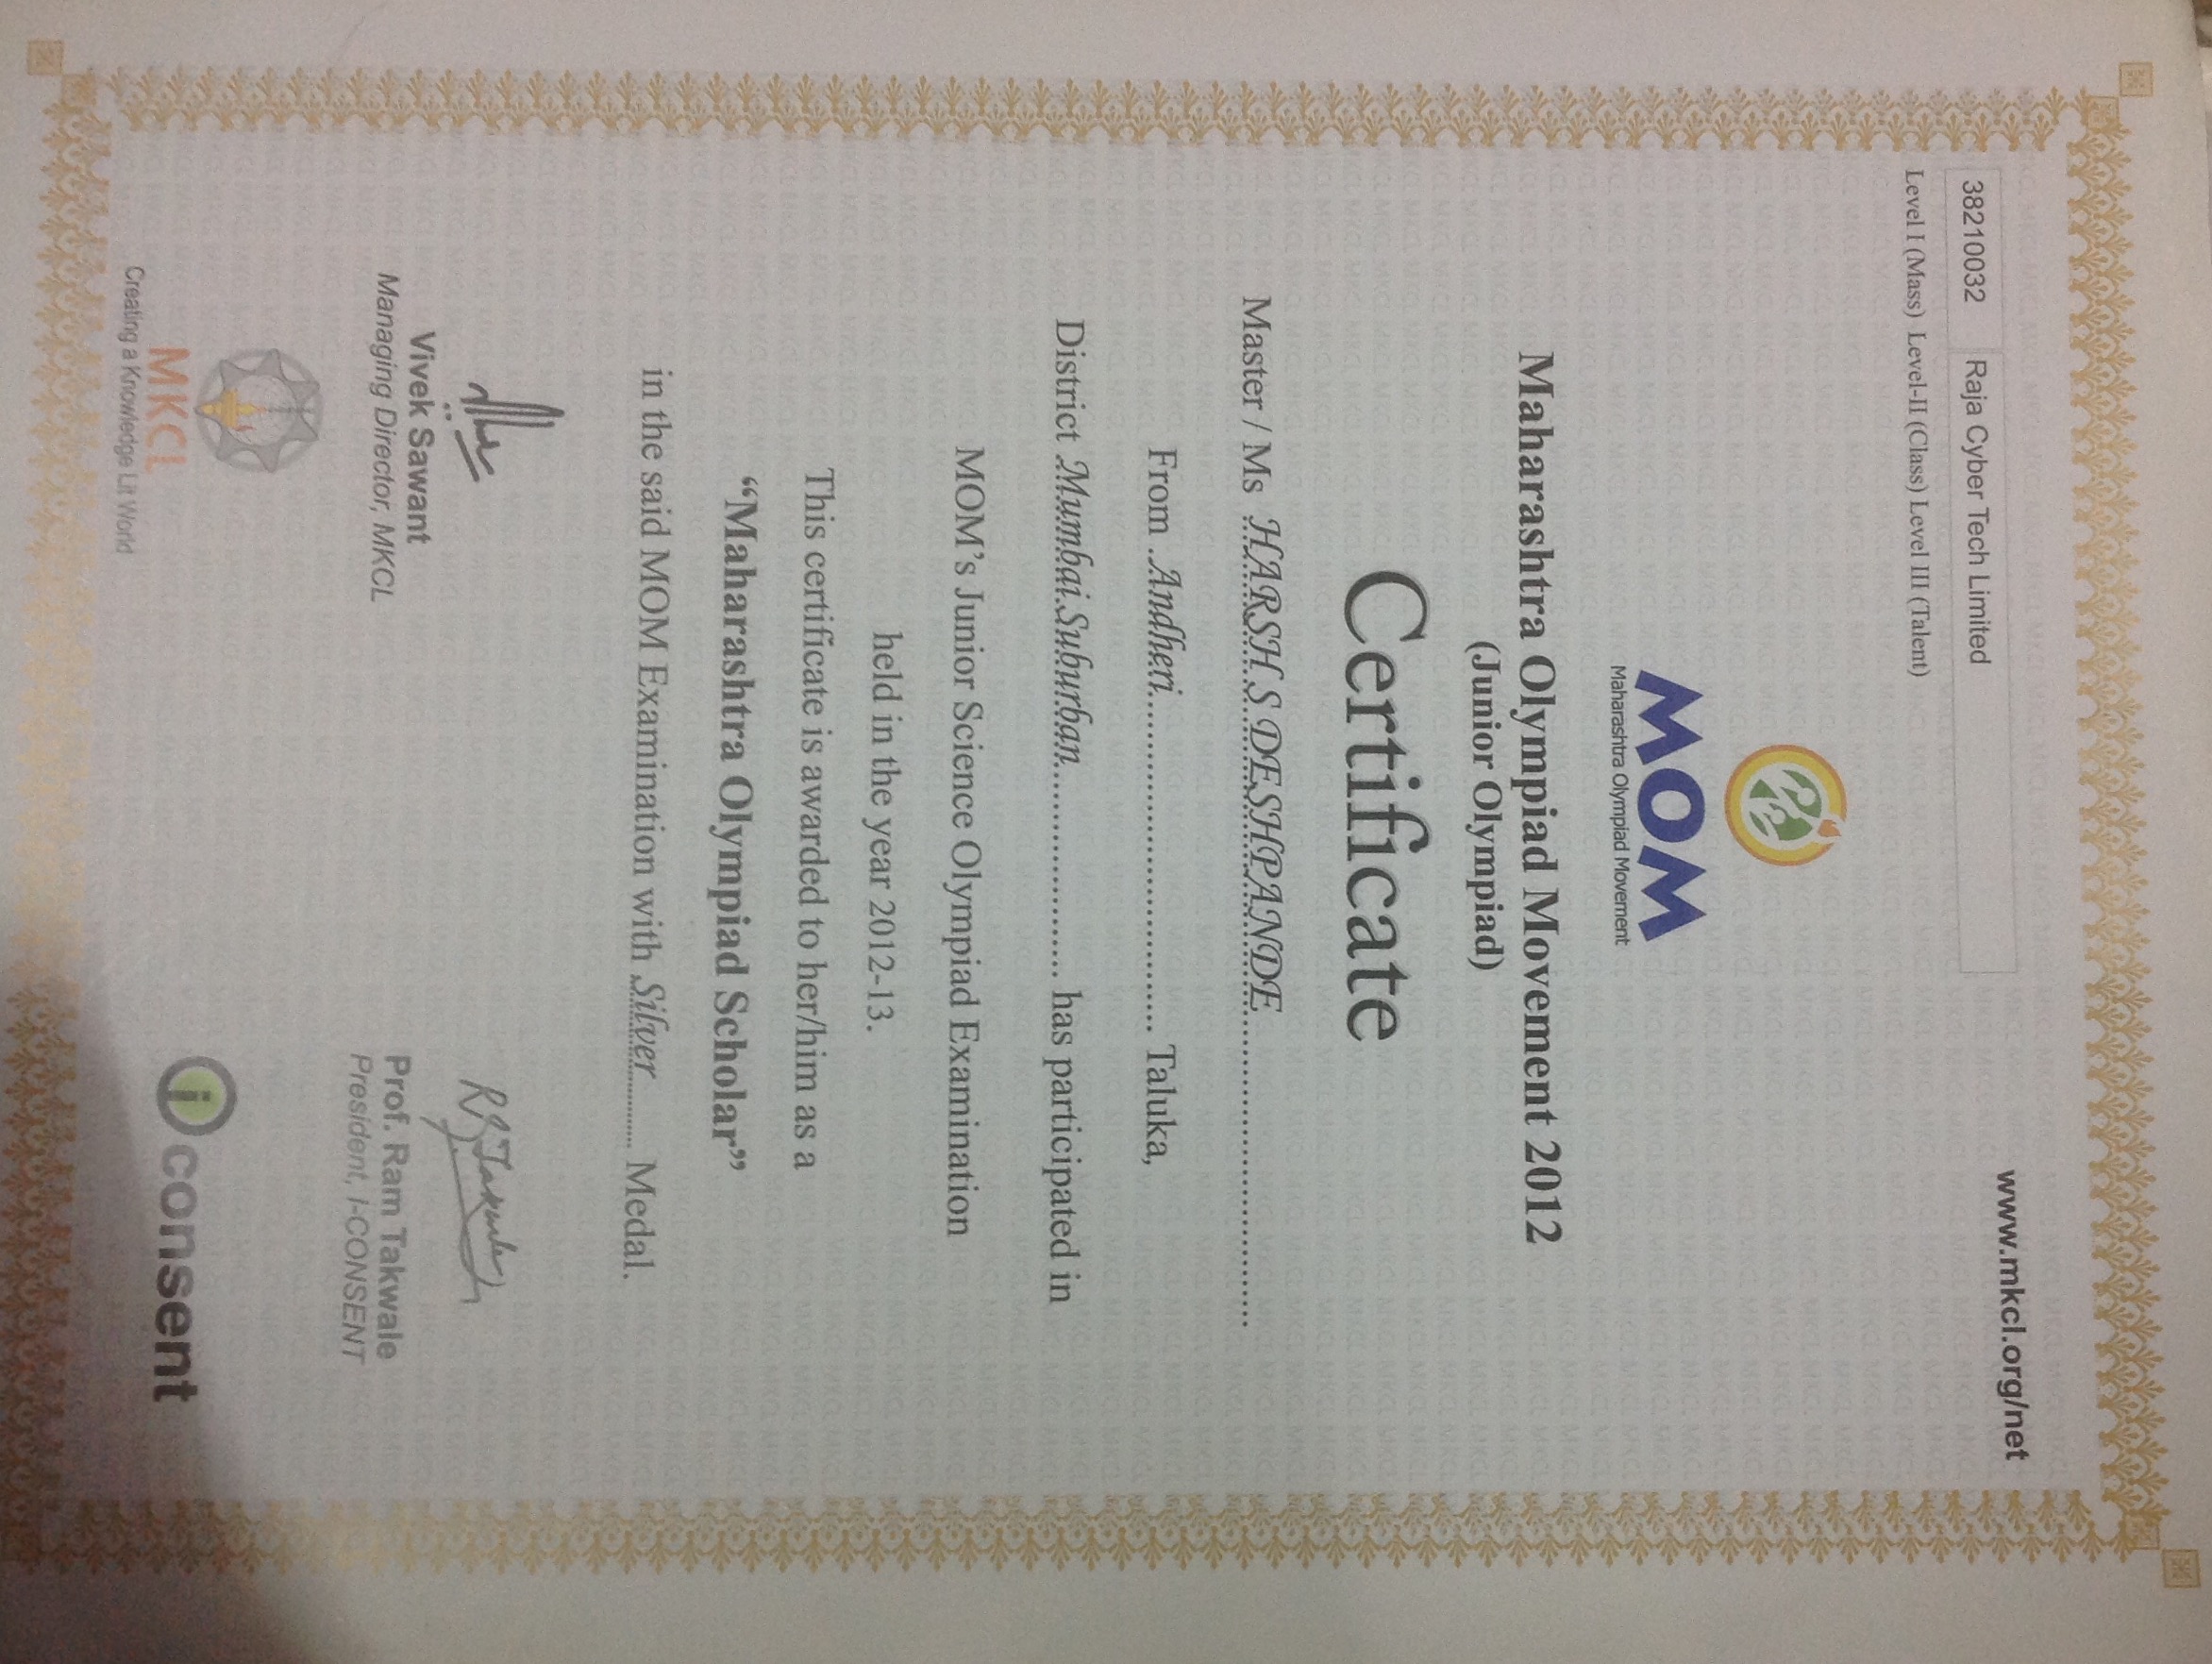 www.mkcl.org/net
38210032 Raja Cyber Tech Limited
Level I (Mass) Level-II (Class) Level III (Talent)
MOM
Maharashtra Olympiad Movement
Maharashtra Olympiad Movement 2012
(Junior Olympiad)
Certificate
Master / Ms HARSH S DESHPANDE
From Andheri Taluka,
District Mumbai Suburban has participated in
MOM's Junior Science Olympiad Examination
held in the year 2012-13.
This certificate is awarded to her/him as a
“Maharashtra Olympiad Scholar”
in the said MOM Examination with Silver Medal.
R G Takwale
Vivek Sawant
Managing Director, MKCL
Prof. Ram Takwale
President, I-CONSENT
MKCL
Creating a Knowledge Lit World
i consent